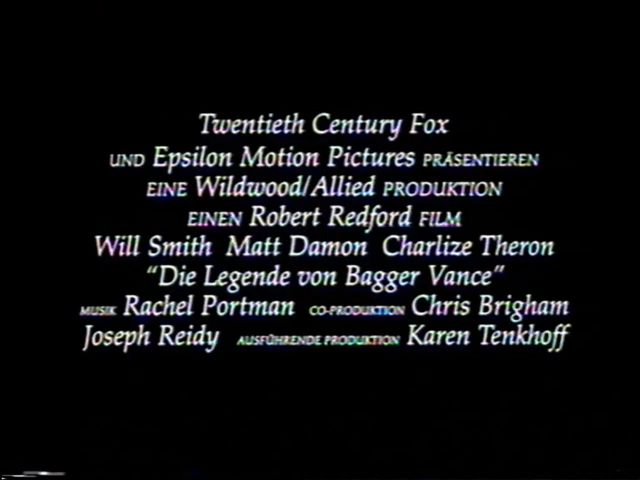 Twentieth Century Fox
UND Epsilon Motion Pictures PRÄSENTIEREN
EINE Wildwood/Allied PRODUKTION
EINEN Robert Redford FILM
Will Smith Matt Damon Charlize Theron
"Die Legende von Bagger Vance"
MUSIK Rachel Portman CO-PRODUKTION Chris Brigham
Joseph Reidy AUSFÜHRENDE PRODUKTION Karen Tenkhoff